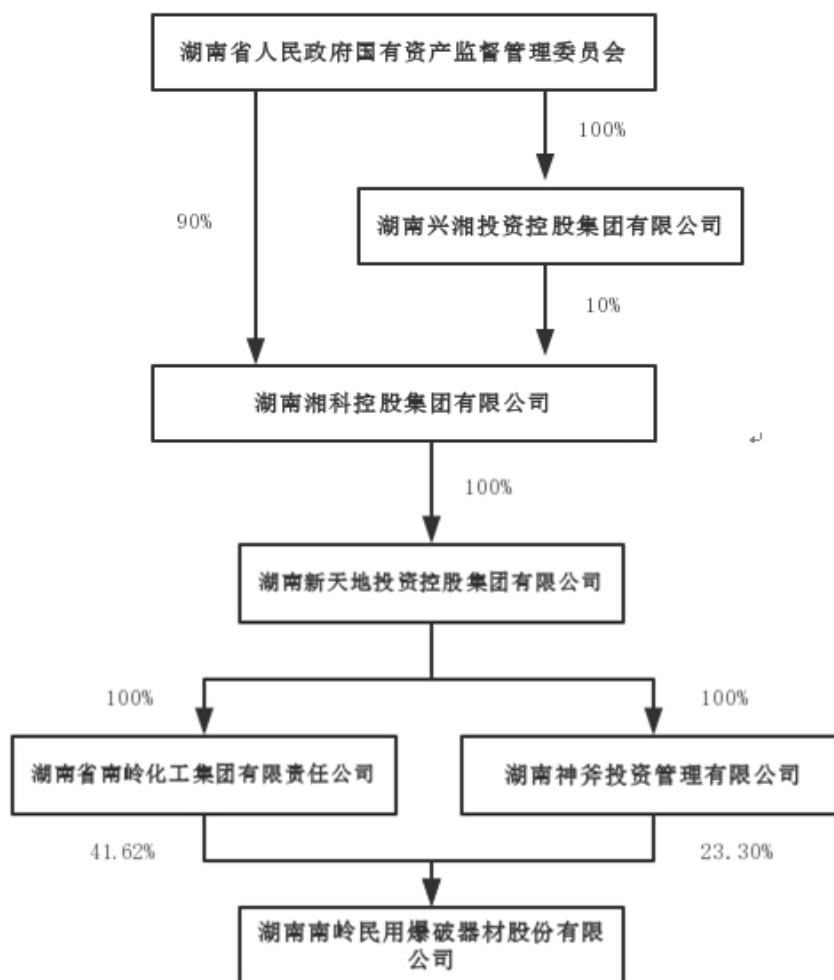 湖南省人民政府国有资产监督管理委员会
100%
90%
湖南兴湘投资控股集团有限公司
10%
湖南湘科控股集团有限公司
100%
湖南新天地投资控股集团有限公司
100%
100%
湖南省南岭化工集团有限责任公司
湖南神斧投资管理有限公司
41.62%
23.30%
湖南南岭民用爆破器材股份有限
公司